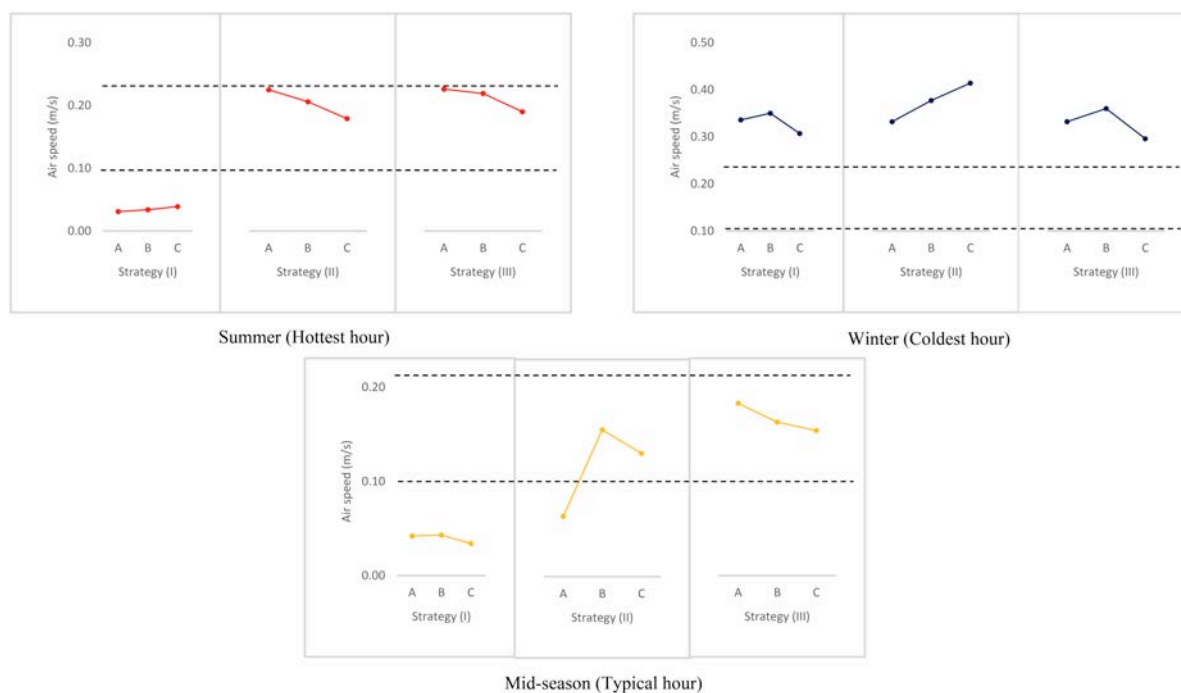 0.30
0.20
0.10
0.00
Air speed (m/s)
A B C
Strategy (I)
A B C
Strategy (II)
A B C
Strategy (III)
Summer (Hottest hour)
0.50
0.40
0.30
0.20
0.10
Air speed (m/s)
A B C
Strategy (I)
A B C
Strategy (II)
A B C
Strategy (III)
Winter (Coldest hour)
0.20
0.10
0.00
Air speed (m/s)
A B C
Strategy (I)
A B C
Strategy (II)
A B C
Strategy (III)
Mid-season (Typical hour)